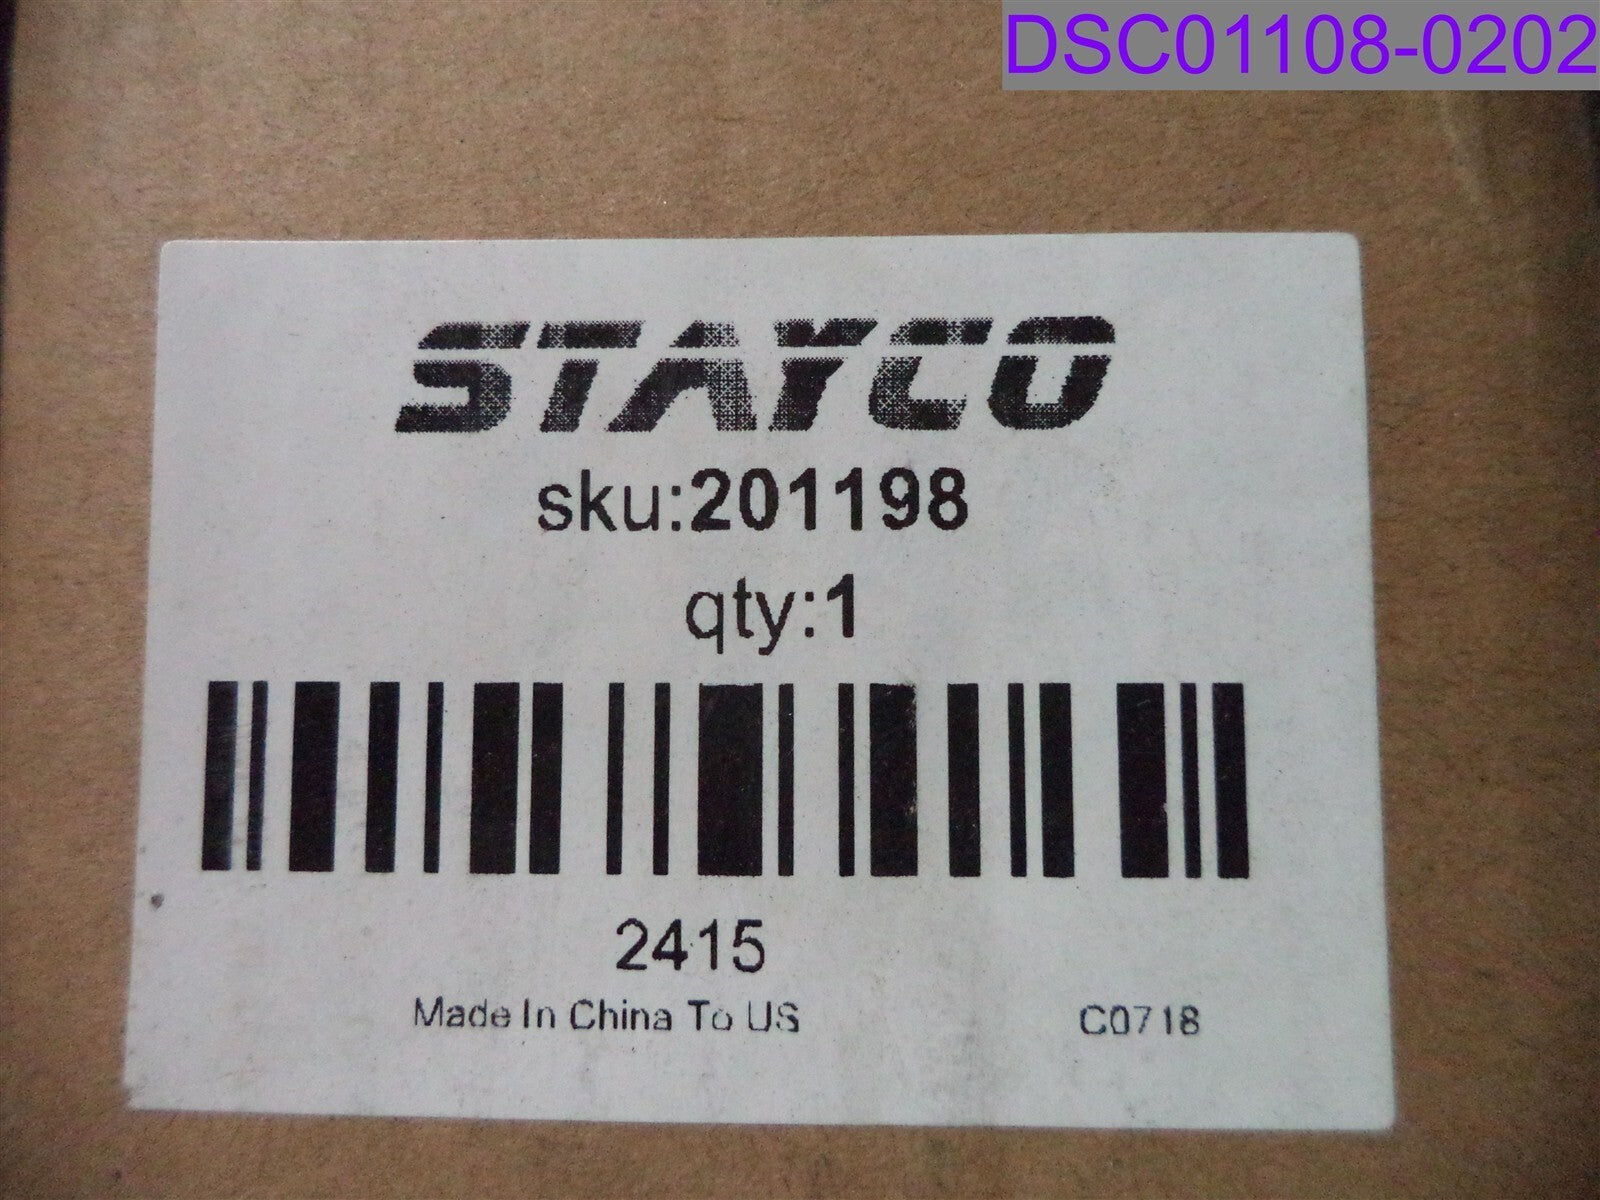 DSC01108-0202
STAYCO
sku:201198
qty:1
2415
Made In China To US C0718